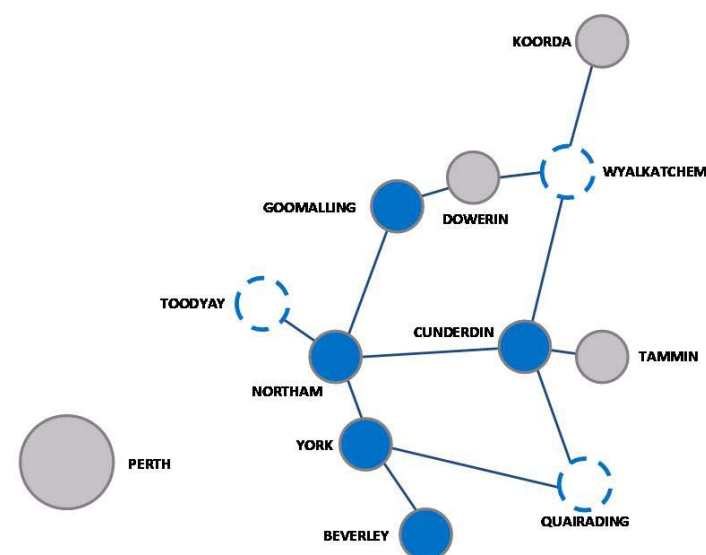 KOORDA
WYALKATCHEM
GOOMALLING
DOWERIN
TOODYAY
CUNDERDIN
TAMMIN
NORTHAM
YORK
PERTH
QUAIRADING
BEVERLEY